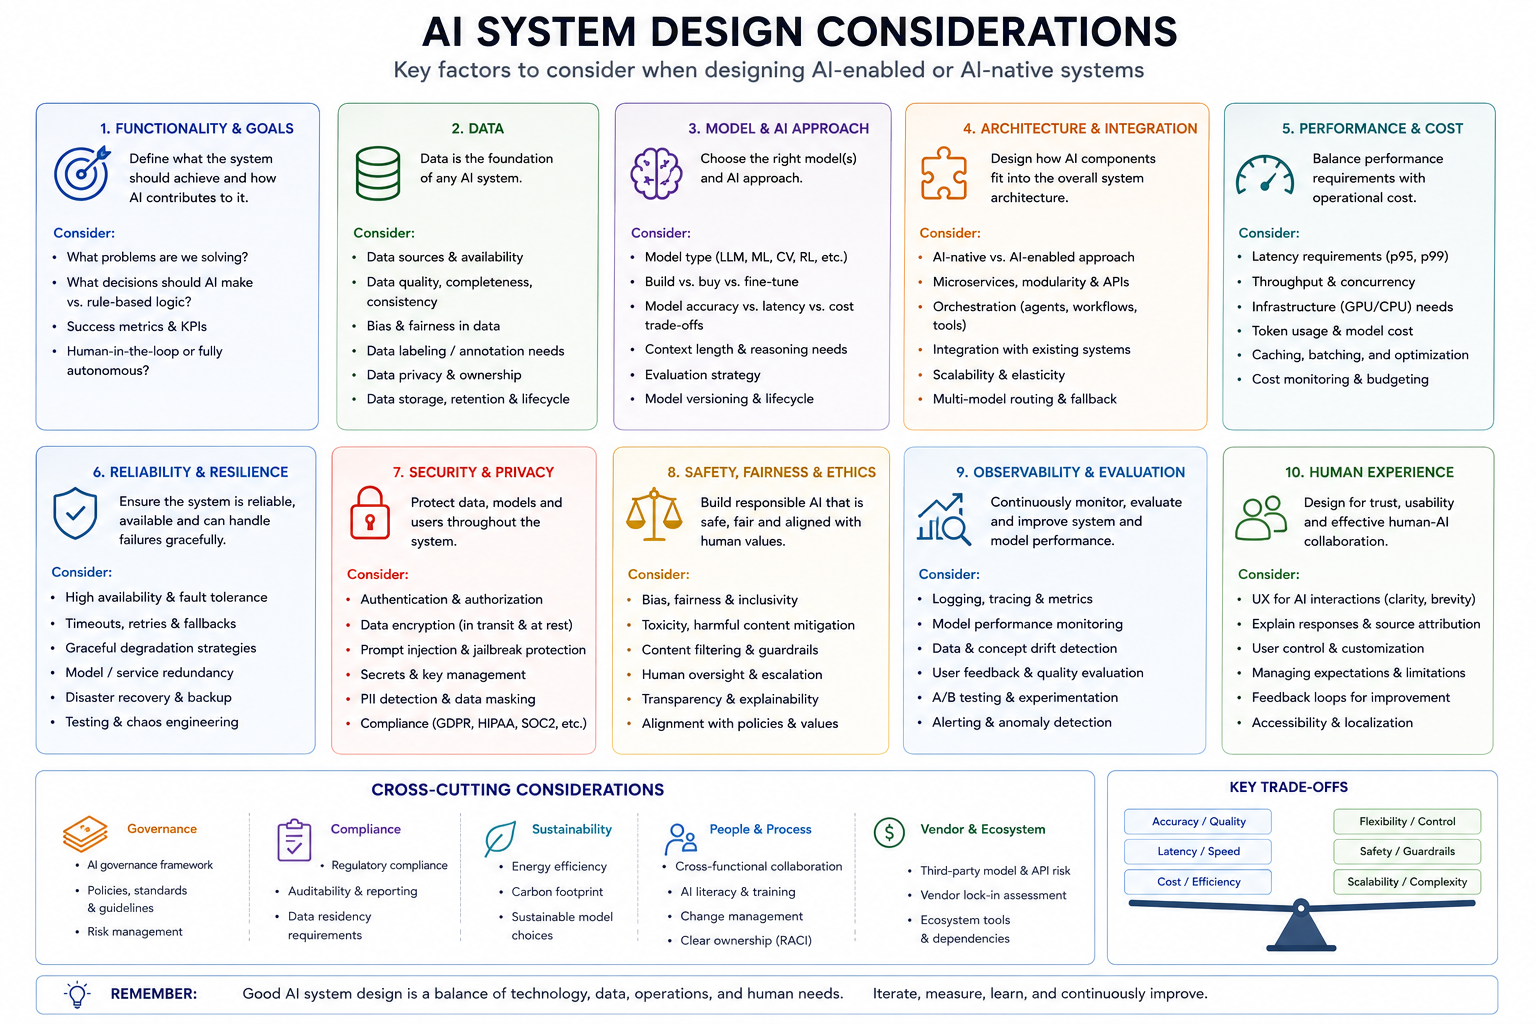 AI SYSTEM DESIGN CONSIDERATIONS
Key factors to consider when designing AI-enabled or AI-native systems
1. FUNCTIONALITY & GOALS
Define what the system
should achieve and how
AI contributes to it.
Consider:
• What problems are we solving?
• What decisions should AI make
vs. rule-based logic?
• Success metrics & KPIs
• Human-in-the-loop or fully
autonomous?
2. DATA
Data is the foundation
of any AI system.
Consider:
• Data sources & availability
• Data quality, completeness,
consistency
• Bias & fairness in data
• Data labeling / annotation needs
• Data privacy & ownership
• Data storage, retention & lifecycle
3. MODEL & AI APPROACH
Choose the right model(s)
and AI approach.
Consider:
• Model type (LLM, ML, CV, RL, etc.)
• Build vs. buy vs. fine-tune
• Model accuracy vs. latency vs. cost
trade-offs
• Context length & reasoning needs
• Evaluation strategy
• Model versioning & lifecycle
4. ARCHITECTURE & INTEGRATION
Design how AI components
fit into the overall system
architecture.
Consider:
• AI-native vs. AI-enabled approach
• Microservices, modularity & APIs
• Orchestration (agents, workflows,
tools)
• Integration with existing systems
• Scalability & elasticity
• Multi-model routing & fallback
5. PERFORMANCE & COST
Balance performance
requirements with
operational cost.
Consider:
• Latency requirements (p95, p99)
• Throughput & concurrency
• Infrastructure (GPU/CPU) needs
• Token usage & model cost
• Caching, batching, and optimization
• Cost monitoring & budgeting
6. RELIABILITY & RESILIENCE
Ensure the system is reliable,
available and can handle
failures gracefully.
Consider:
• High availability & fault tolerance
• Timeouts, retries & fallbacks
• Graceful degradation strategies
• Model / service redundancy
• Disaster recovery & backup
• Testing & chaos engineering
7. SECURITY & PRIVACY
Protect data, models and
users throughout the
system.
Consider:
• Authentication & authorization
• Data encryption (in transit & at rest)
• Prompt injection & jailbreak protection
• Secrets & key management
• PII detection & data masking
• Compliance (GDPR, HIPAA, SOC2, etc.)
8. SAFETY, FAIRNESS & ETHICS
Build responsible AI that is
safe, fair and aligned with
human values.
Consider:
• Bias, fairness & inclusivity
• Toxicity, harmful content mitigation
• Content filtering & guardrails
• Human oversight & escalation
• Transparency & explainability
• Alignment with policies & values
9. OBSERVABILITY & EVALUATION
Continuously monitor, evaluate
and improve system and
model performance.
Consider:
• Logging, tracing & metrics
• Model performance monitoring
• Data & concept drift detection
• User feedback & quality evaluation
• A/B testing & experimentation
• Alerting & anomaly detection
10. HUMAN EXPERIENCE
Design for trust, usability
and effective human-AI
collaboration.
Consider:
• UX for AI interactions (clarity, brevity)
• Explain responses & source attribution
• User control & customization
• Managing expectations & limitations
• Feedback loops for improvement
• Accessibility & localization
CROSS-CUTTING CONSIDERATIONS
Governance
• AI governance framework
• Policies, standards
& guidelines
• Risk management
Compliance
• Regulatory compliance
• Auditability & reporting
• Data residency
requirements
Sustainability
• Energy efficiency
• Carbon footprint
• Sustainable model
choices
People & Process
• Cross-functional collaboration
• AI literacy & training
• Change management
• Clear ownership (RACI)
$
Vendor & Ecosystem
• Third-party model & API risk
• Vendor lock-in assessment
• Ecosystem tools
& dependencies
KEY TRADE-OFFS
Accuracy / Quality
Latency / Speed
Cost / Efficiency
Flexibility / Control
Safety / Guardrails
Scalability / Complexity
REMEMBER: Good AI system design is a balance of technology, data, operations, and human needs. Iterate, measure, learn, and continuously improve.